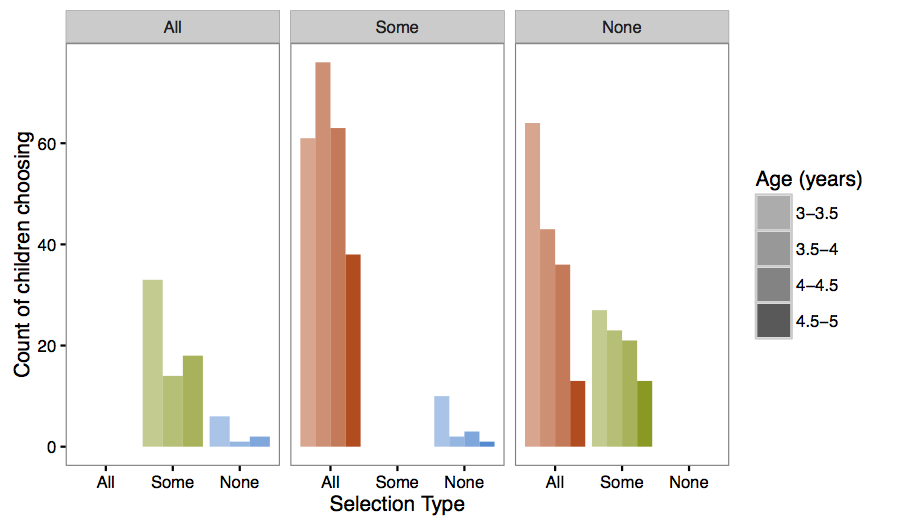 All Some None
Count of children choosing
60
40
20
0
All Some None All Some None All Some None
Selection Type
Age (years)
3–3.5
3.5–4
4–4.5
4.5–5